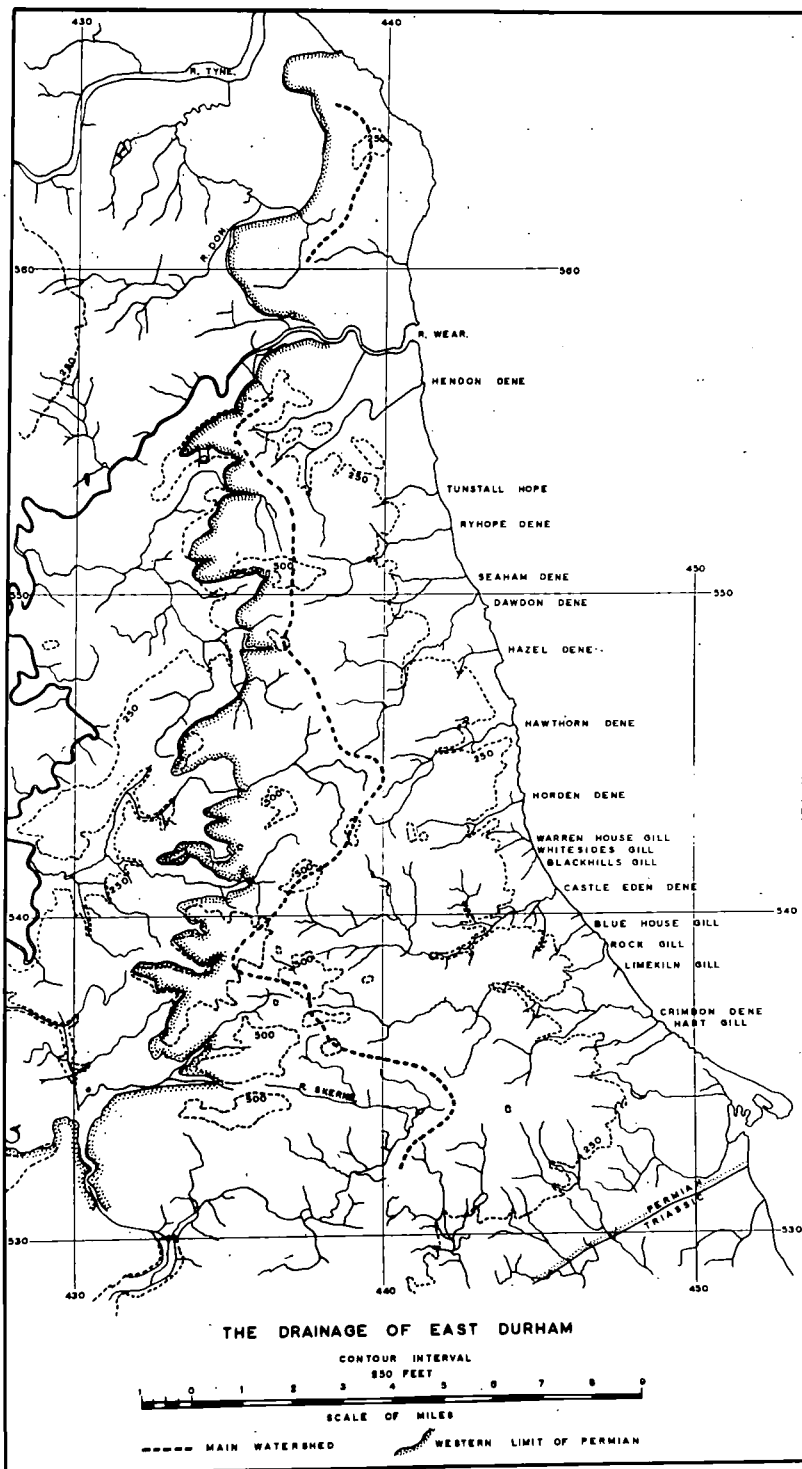 430
440
R. TYNE.
250
R. DON.
560
560
250
R. WEAR.
HENDON DENE
250
TUNSTALL HOPE
RYHOPE DENE
500
SEAHAM DENE
450
550
550
DAWDON DENE
HAZEL DENE
250
HAWTHORN DENE
250
500
HORDEN DENE
WARREN HOUSE GILL
WHITESIDES GILL
BLACKHILLS GILL
500
250
CASTLE EDEN DENE
540
540
BLUE HOUSE GILL
ROCK GILL
500
LIMEKILN GILL
CRIMDON DENE
HART GILL
500
R. SKERNE
500
250
PERMIAN
TRIASSIC
530
530
430
440
450
THE DRAINAGE OF EAST DURHAM
CONTOUR INTERVAL
250 FEET
1 0 1 2 3 4 5 6 7 8 9
SCALE OF MILES
MAIN WATERSHED WESTERN LIMIT OF PERMIAN